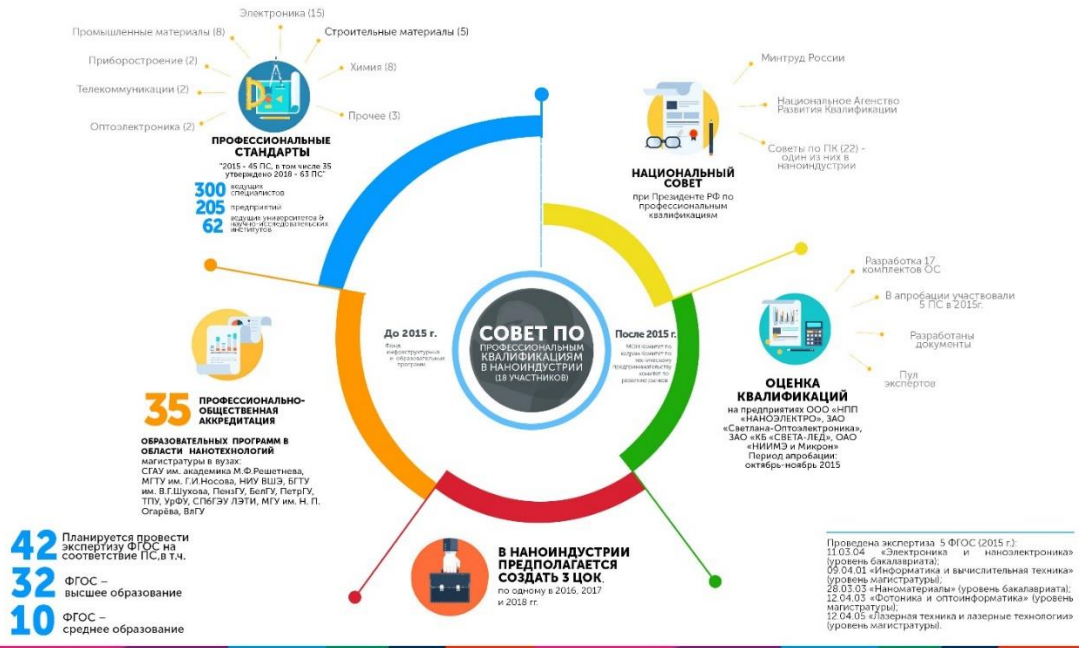 Электроника (15)
Промышленные материалы (8)
Строительные материалы (5)
Приборостроение (2)
Химия (8)
Телекоммуникации (2)
Прочее (3)
Оптоэлектроника (2)
ПРОФЕССИОНАЛЬНЫЕ
СТАНДАРТЫ
"2015 - 45 ПС, в том числе 35
утверждено 2018 - 63 ПС"
300 ведущих
специалистов
205 предприятий
62 ведущих университетов &
научно-исследовательских
институтов
Минтруд России
Национальное Агенство
Развития Квалификации
Советы по ПК (22) -
один из них в
наноиндустрии
НАЦИОНАЛЬНЫЙ
СОВЕТ
при Президенте РФ по
профессиональным
квалификациям
Разработка 17
комплектов ОС
В апробации участвовали
5 ПС в 2015г.
Разработаны
документы
Пул
экспертов
ОЦЕНКА
КВАЛИФИКАЦИЙ
на предприятиях ООО «НПП
«НАНОЭЛЕКТРО», ЗАО
«Светлана-Оптоэлектроника»,
ЗАО «КБ «СВЕТА-ЛЕД», ОАО
«НИИМЭ и Микрон»
Период апробации:
октябрь-ноябрь 2015
До 2015 г.
Фонд
инфраструктурных
и образовательных
программ
СОВЕТ ПО
ПРОФЕССИОНАЛЬНЫМ
КВАЛИФИКАЦИЯМ
В НАНОИНДУСТРИИ
(18 УЧАСТНИКОВ)
После 2015 г.
комитет по
предпринимательству
комитет по
развитию
35 ПРОФЕССИОНАЛЬНО-
ОБЩЕСТВЕННАЯ
АККРЕДИТАЦИЯ
ОБРАЗОВАТЕЛЬНЫХ ПРОГРАММ В
ОБЛАСТИ НАНОТЕХНОЛОГИЙ
магистратуры в вузах:
СГАУ им. академика М.Ф.Решетнева,
МГТУ им. Г.И.Носова, НИУ ВШЭ, БГТУ
им. В.Г.Шухова, ПензГУ, БелГУ, ПетрГУ,
ТПУ, УрФУ, СПбГЭУ ЛЭТИ, МГУ им. Н. П.
Огарёва, ВлГУ
42 Планируется провести
экспертизу ФГОС на
соответствие ПС,в т.ч.
32 ФГОС –
высшее образование
10 ФГОС –
среднее образование
В НАНОИНДУСТРИИ
ПРЕДПОЛАГАЕТСЯ
СОЗДАТЬ 3 ЦОК,
по одному в 2016, 2017
и 2018 гг.
Проведена экспертиза 5 ФГОС (2015 г.):
11.03.04 «Электроника и наноэлектроника»
(уровень бакалавриата);
09.04.01 «Информатика и вычислительная техника»
(уровень магистратуры);
28.03.03 «Наноматериалы» (уровень бакалавриата);
12.04.03 «Фотоника и оптоинформатика» (уровень
магистратуры);
12.04.05 «Лазерная техника и лазерные технологии»
(уровень магистратуры).